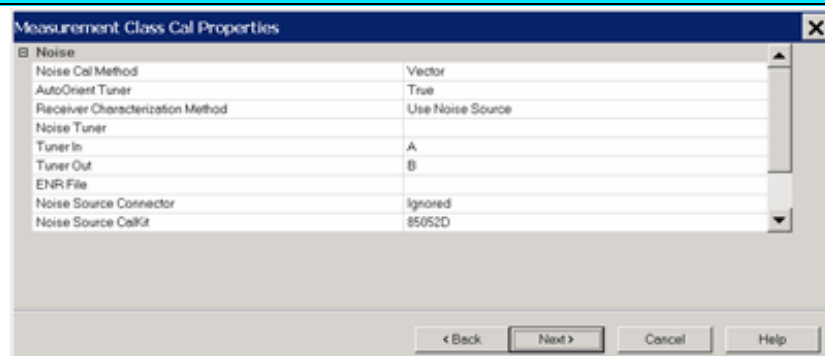 Measurement Class Cal Properties
Noise
Noise Cal Method Vector
AutoOrient Tuner True
Receiver Characterization Method Use Noise Source
Noise Tuner
Tuner In A
Tuner Out B
ENR File
Noise Source Connector Ignored
Noise Source CalKit 85052D
< Back Next > Cancel Help